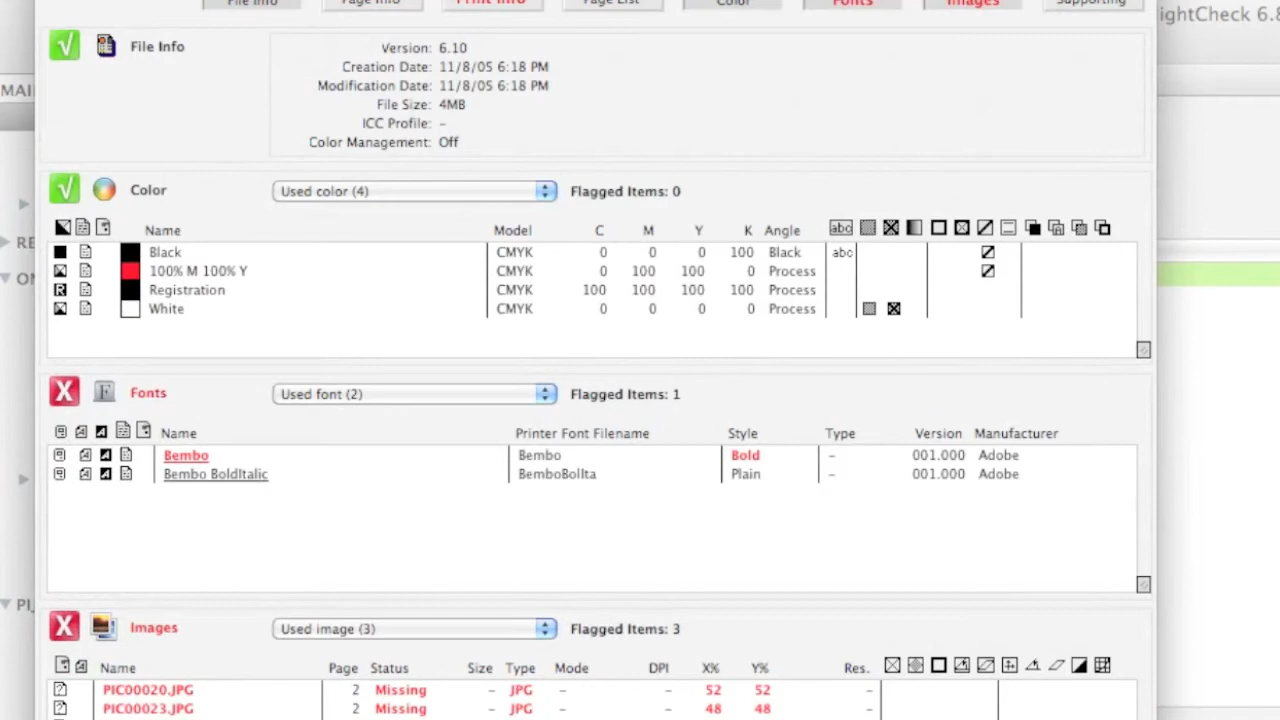 File Info Page Info Print Info Page List Color Fonts Images Supporting
ightCheck 6.8
MAI
File Info
Version: 6.10
Creation Date: 11/8/05 6:18 PM
Modification Date: 11/8/05 6:18 PM
File Size: 4MB
ICC Profile: –
Color Management: Off
Color Used color (4) Flagged Items: 0
Name Model C M Y K Angle abc
Black CMYK 0 0 0 100 Black abc
RE
100% M 100% Y CMYK 0 100 100 0 Process
ON
R Registration CMYK 100 100 100 100 Process
White CMYK 0 0 0 0 Process
Fonts Used font (2) Flagged Items: 1
Name Printer Font Filename Style Type Version Manufacturer
Bembo Bembo Bold – 001.000 Adobe
Bembo BoldItalic BemboBolIta Plain – 001.000 Adobe
PI
Images Used image (3) Flagged Items: 3
Name Page Status Size Type Mode DPI X% Y% Res.
PIC00020.JPG 2 Missing – JPG – – 52 52 –
PIC00023.JPG 2 Missing – JPG – – 48 48 –